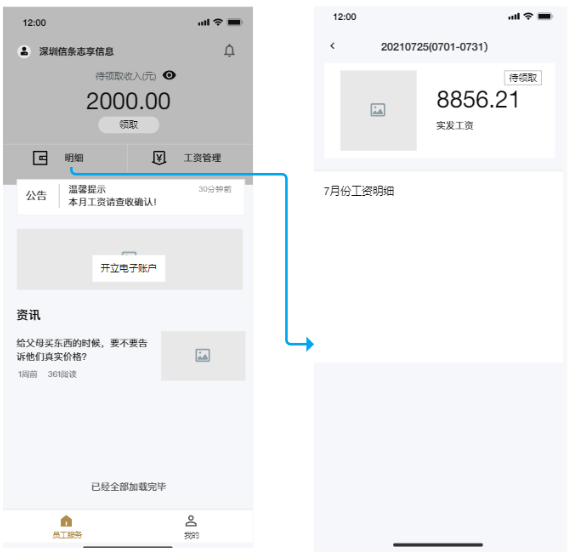 12:00
深圳信条志享信息
待领取收入(元)
2000.00
领取
明细
工资管理
公告
温馨提示
本月工资请查收确认!
30分钟前
开立电子账户
资讯
给父母买东西的时候，要不要告
诉他们真实价格?
1周前 361阅读
已经全部加载完毕
员工服务
我的
12:00
20210725(0701-0731)
待领取
8856.21
实发工资
7月份工资明细